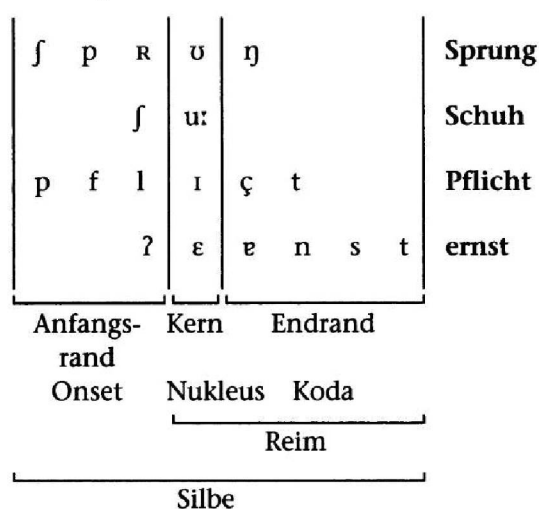 ʃ p ʀ ʊ ŋ Sprung
ʃ uː Schuh
p f l ɪ ç t Pflicht
ʔ ɛ ɐ n s t ernst
Anfangs- Kern Endrand
rand
Onset Nukleus Koda
Reim
Silbe